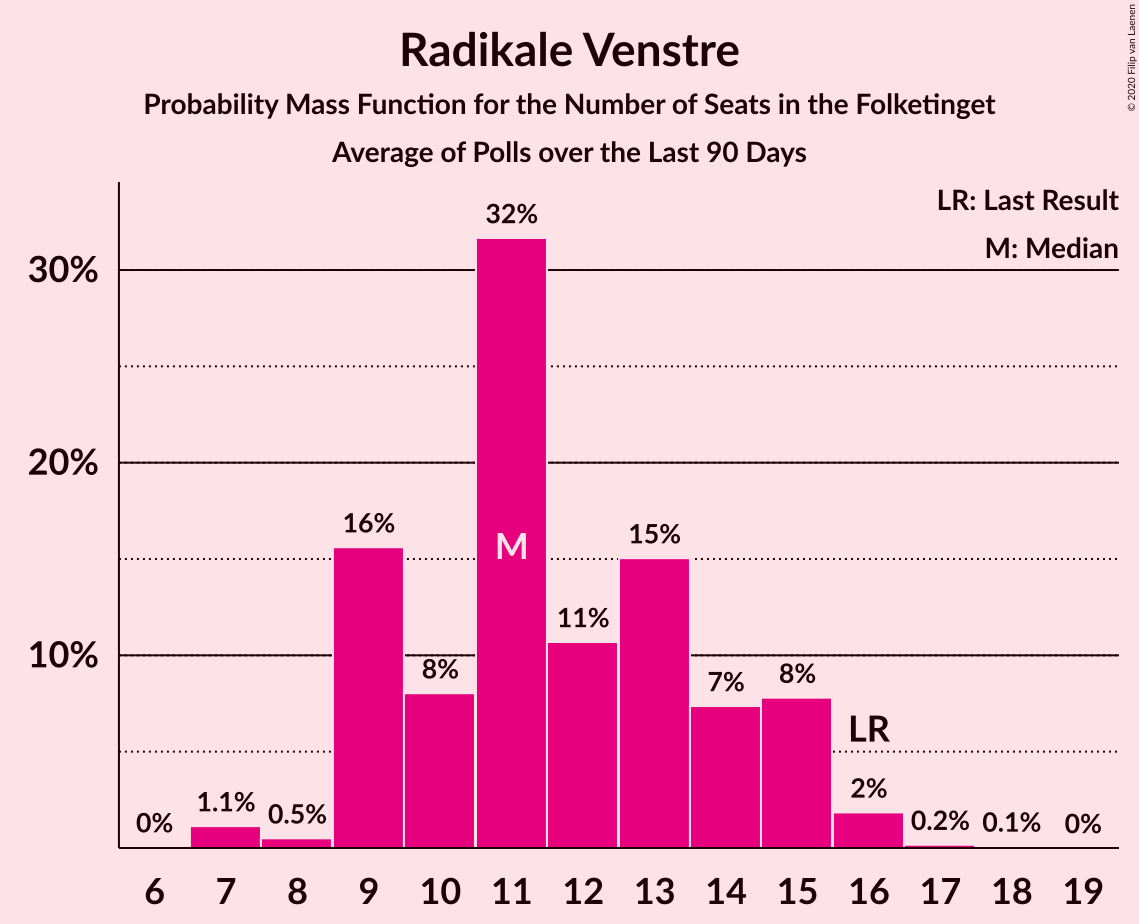 Radikale Venstre
Probability Mass Function for the Number of Seats in the Folketinget
Average of Polls over the Last 90 Days
© 2020 Filip van Laenen
LR: Last Result
M: Median
30%
20%
10%
0%
1.1%
0.5%
16%
8%
32%
M
11%
15%
7%
8%
LR
2%
0.2%
0.1%
0%
6 7 8 9 10 11 12 13 14 15 16 17 18 19